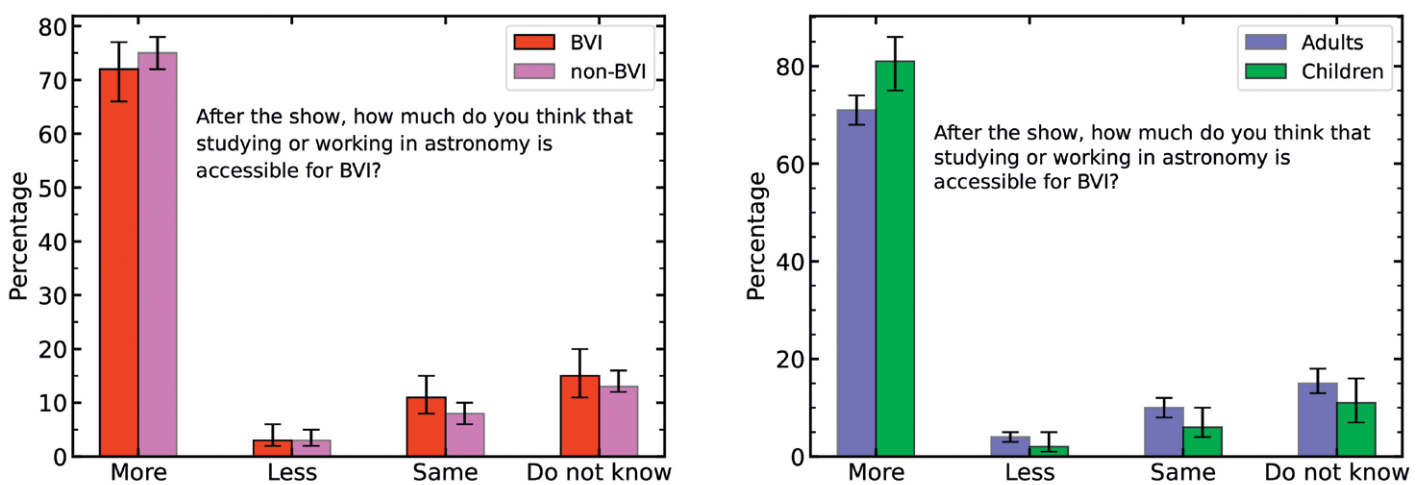 80
70
60
50
40
30
20
10
0
Percentage
BVI
non-BVI
After the show, how much do you think that
studying or working in astronomy is
accessible for BVI?
More Less Same Do not know
80
60
40
20
0
Percentage
Adults
Children
After the show, how much do you think that
studying or working in astronomy is
accessible for BVI?
More Less Same Do not know